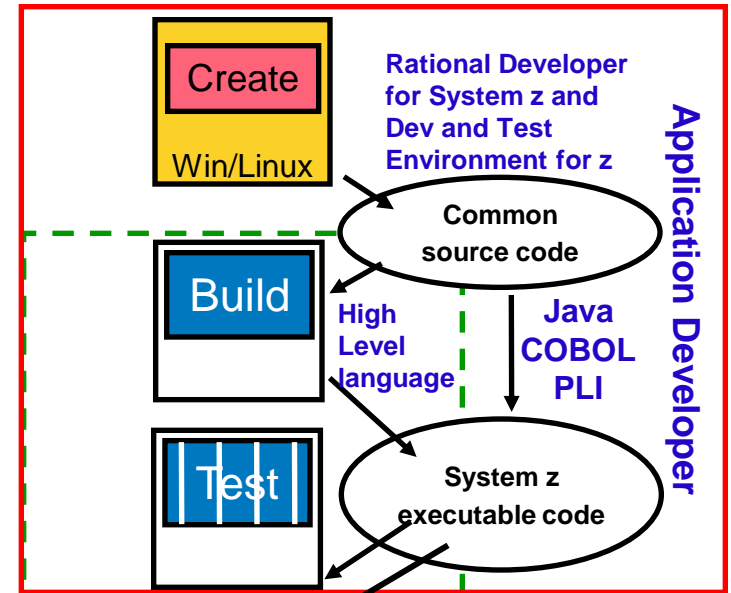 Create
Win/Linux
Rational Developer
for System z and
Dev and Test
Environment for z
Application Developer
Common
source code
Build
High
Level
language
Java
COBOL
PLI
Test
System z
executable code